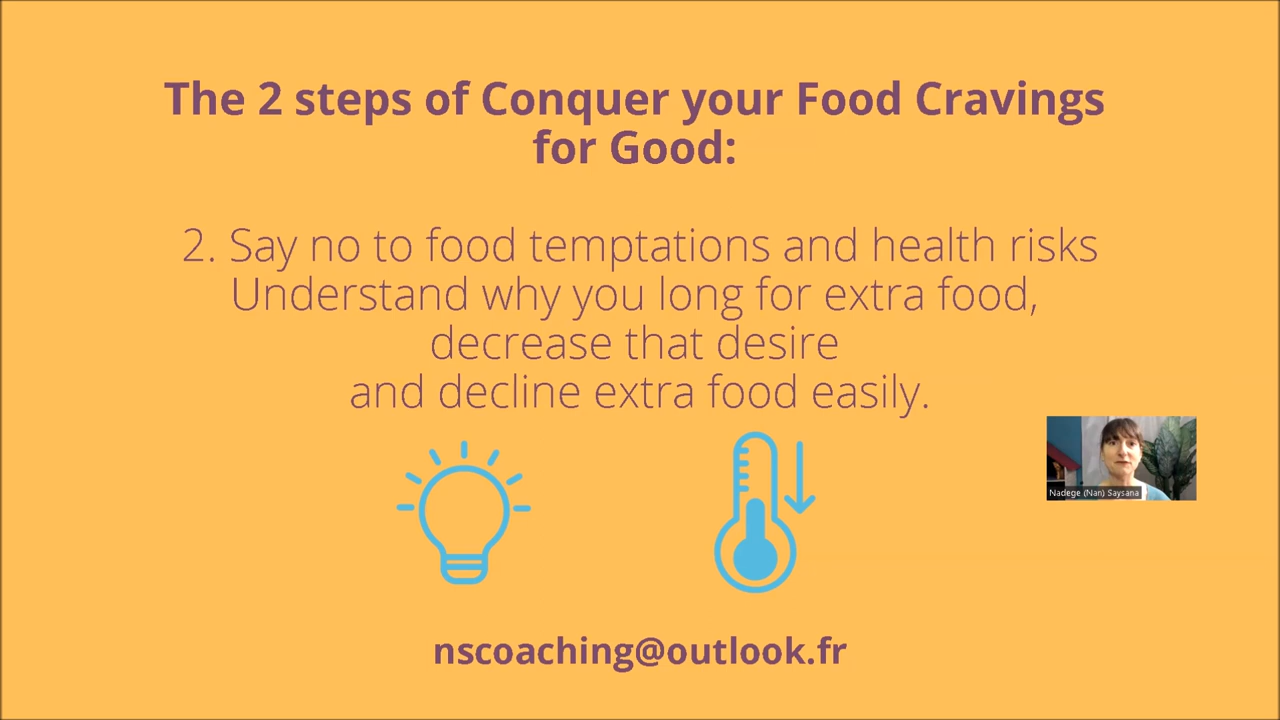 The 2 steps of Conquer your Food Cravings
for Good:
2. Say no to food temptations and health risks
Understand why you long for extra food,
decrease that desire
and decline extra food easily.
Nadege (Nan) Saysana
nscoaching@outlook.fr